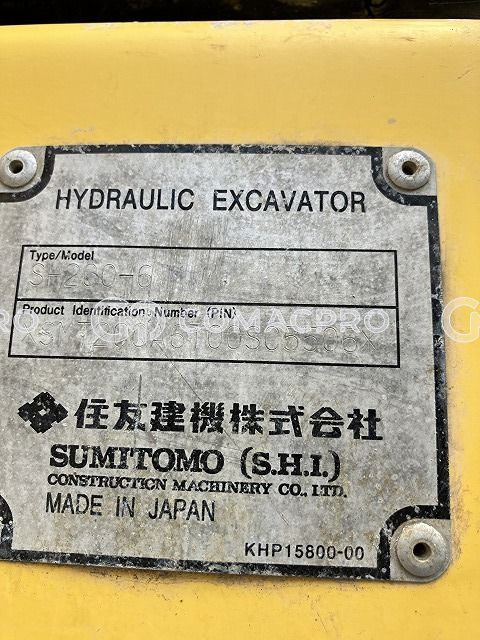 HYDRAULIC EXCAVATOR
Type/Model
Product Identification Number (PIN)
LUMAGPRO
住友建機株式会社
SUMITOMO (S.H.I.)
CONSTRUCTION MACHINERY CO., LTD.
MADE IN JAPAN
KHP15800-00